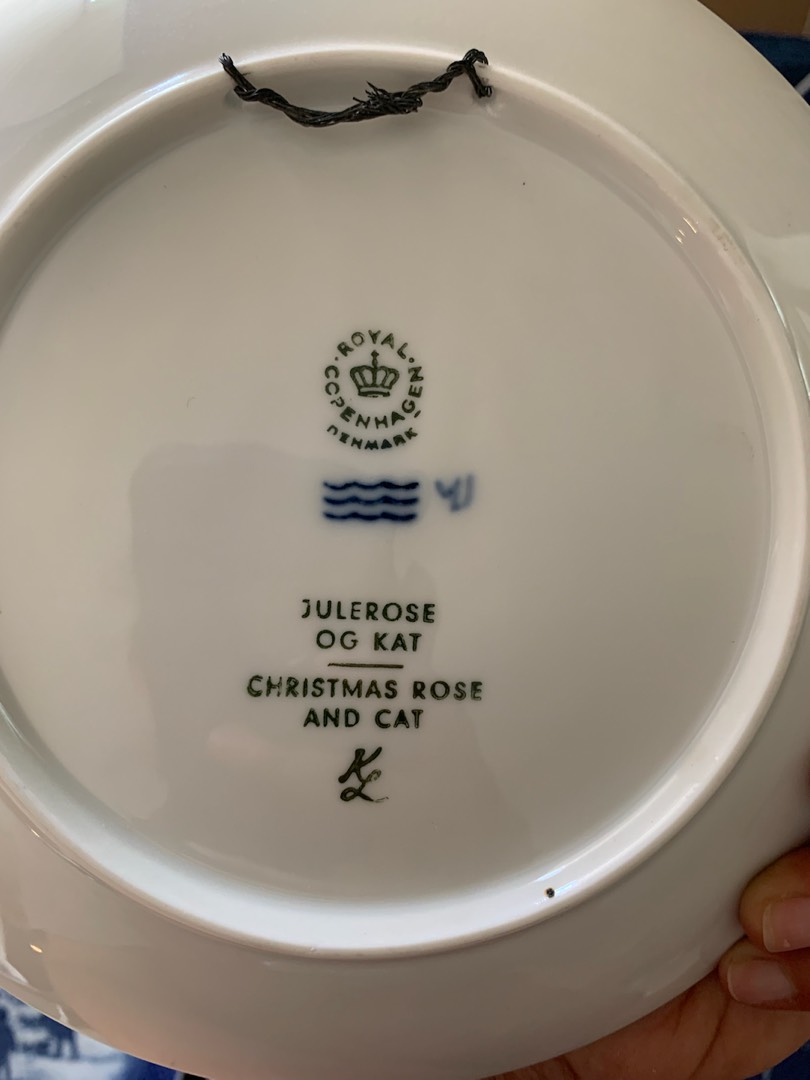 ROYAL
COPENHAGEN
DENMARK
JULEROSE
OG KAT
CHRISTMAS ROSE
AND CAT
KL